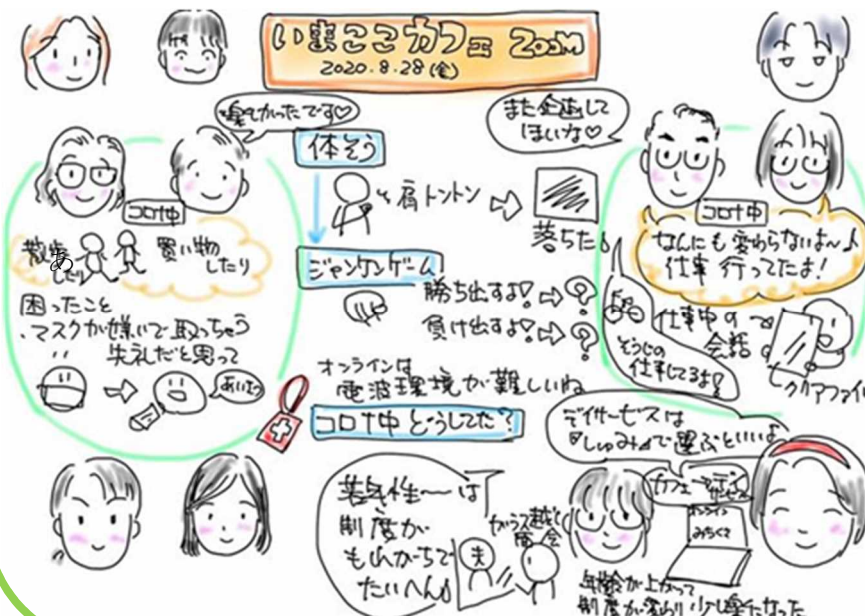 いまここカフェ ZOOM
2020.8.28(金)
楽しかったです♡
また企画して
ほしいな♡
体そう
肩トントン
落ちた
コロナ中
買い物
したり
困ったこと
・マスクが嫌いで取っちゃう
失礼だと思って
あいさつ
ジャンケンゲーム
勝ち出すよ!⇨?
負け出すよ!⇨?
コロナ中
なんにも変わらないよ~♪
仕事 行ってたよ!
そうじの
仕事してるよ!
仕事中の
会話
クリアファイル
オンラインは
電波環境が難しいね
コロナ中 どうしてた?
デイサービスは
"しゅみ"で選ぶといいよ
若年性~~は
制度が
もれがちで
たいへん
ガラス越しで
面会
夫
オンライン
みちくさ
年齢が上がって
制度が変わり 少し楽になった